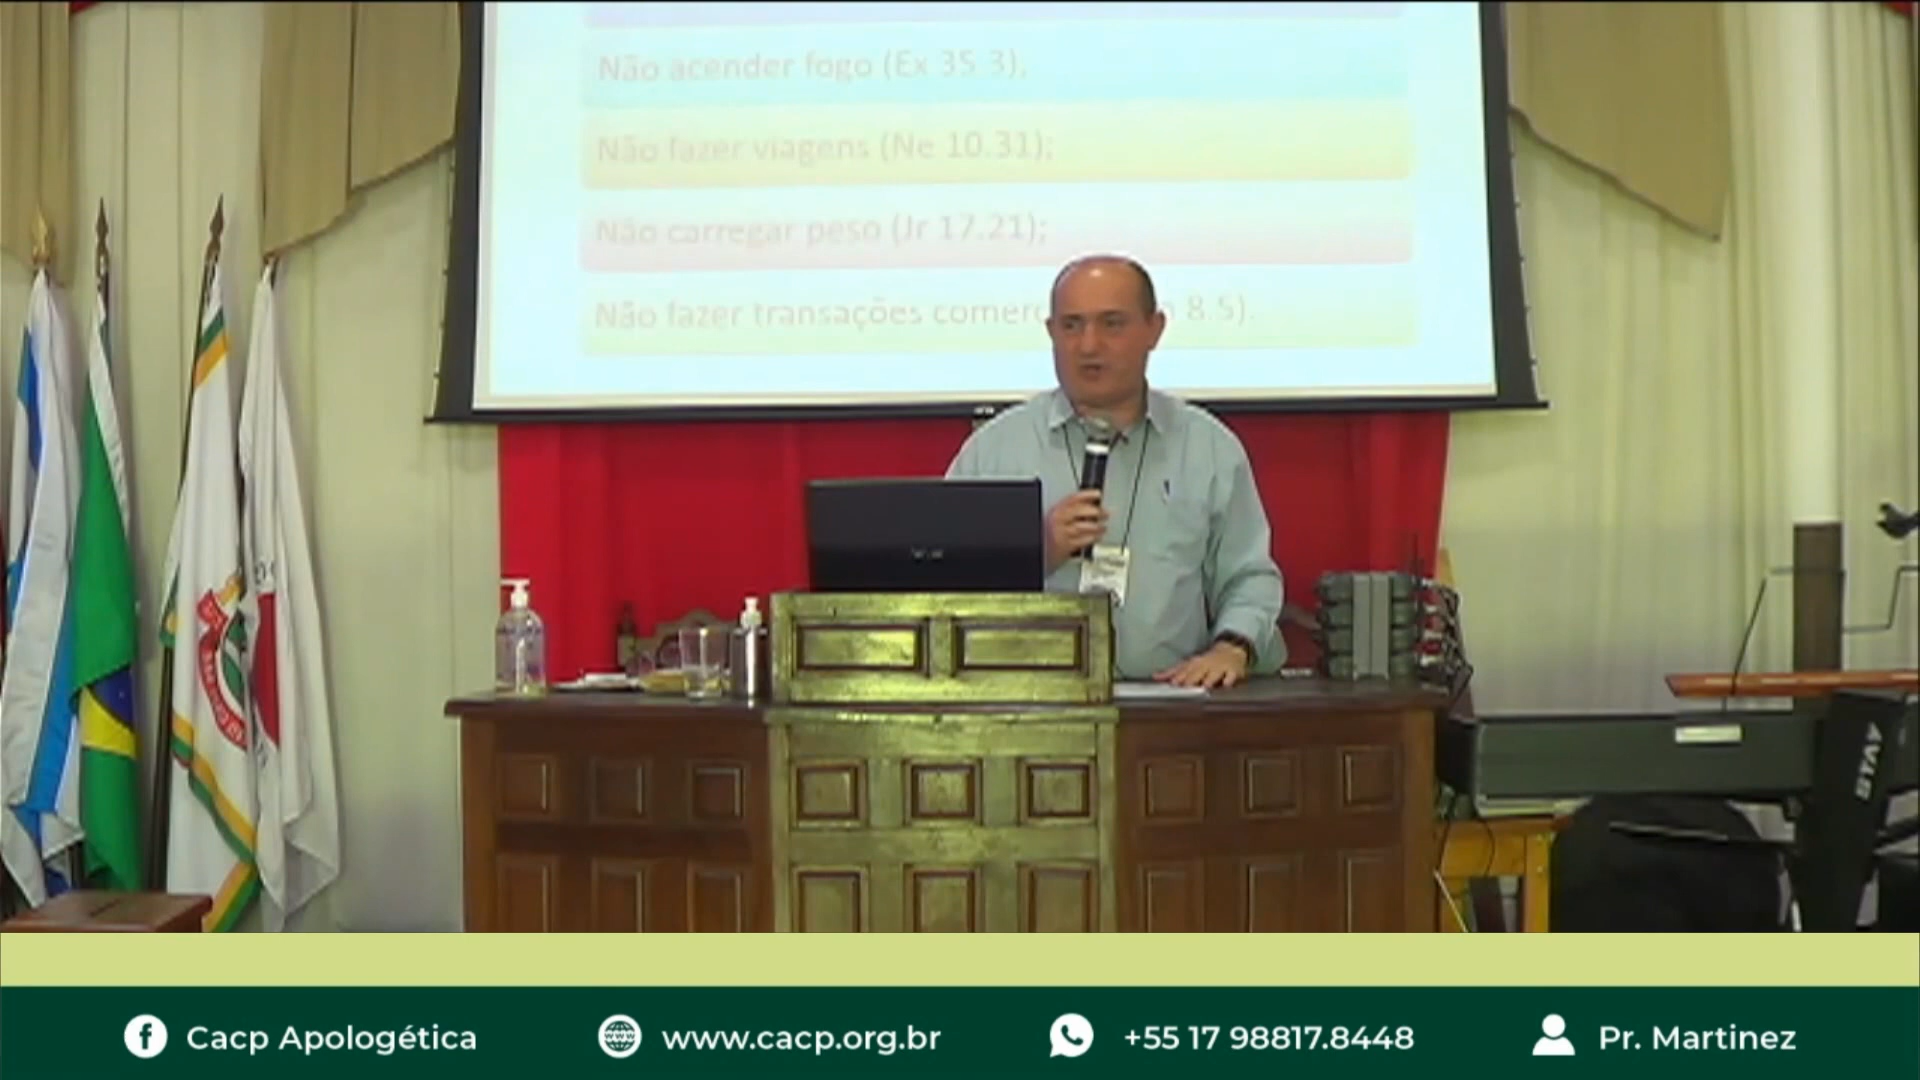 Não acender fogo (Ex 35.3),
Não fazer viagens (Ne 10.31);
Não carregar peso (Jr 17.21);
Não fazer transações comerc 8.5).
STAY
Cacp Apologética
www.cacp.org.br
+55 17 98817.8448
Pr. Martinez